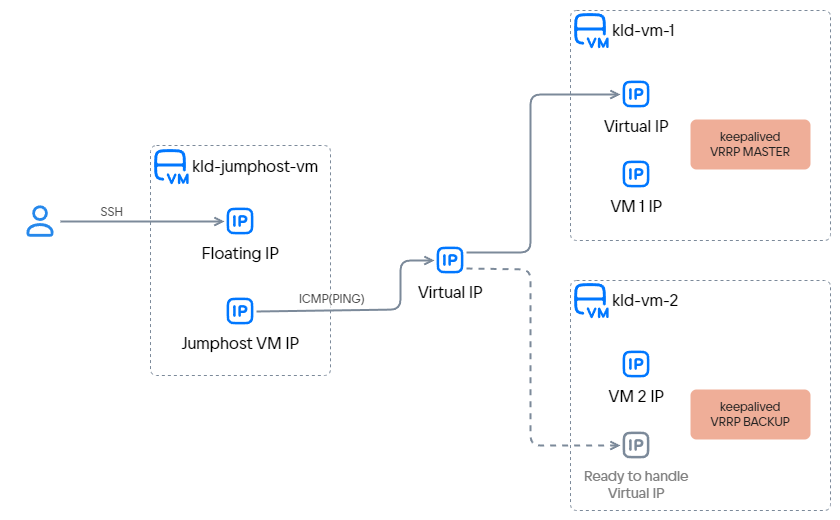 SSH
VM
kld-jumphost-vm
IP
Floating IP
IP
Jumphost VM IP
ICMP(PING)
IP
Virtual IP
VM
kld-vm-1
IP
Virtual IP
keepalived
VRRP MASTER
IP
VM 1 IP
VM
kld-vm-2
IP
VM 2 IP
keepalived
VRRP BACKUP
IP
Ready to handle
Virtual IP